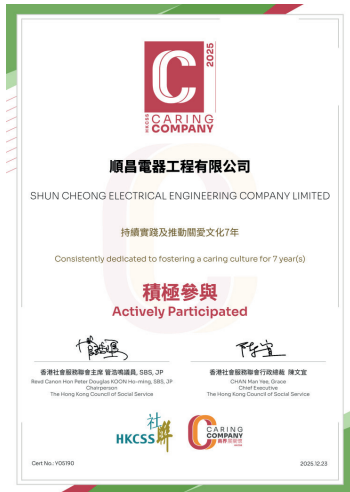 2025
HKCSS
CARING
COMPANY
順昌電器工程有限公司
SHUN CHEONG ELECTRICAL ENGINEERING COMPANY LIMITED
持續實踐及推動關愛文化7年
Consistently dedicated to fostering a caring culture for 7 year(s)
積極參與
Actively Participated
香港社會服務聯會主席 管浩鳴議員, SBS, JP
Revd Canon Hon Peter Douglas KOON Ho-ming, SBS, JP
Chairperson
The Hong Kong Council of Social Service
香港社會服務聯會行政總裁 陳文宜
CHAN Man Yee, Grace
Chief Executive
The Hong Kong Council of Social Service
HKCSS 社聯
CARING
COMPANY
商界展關懷
Cert No.: Y05190
2025.12.23